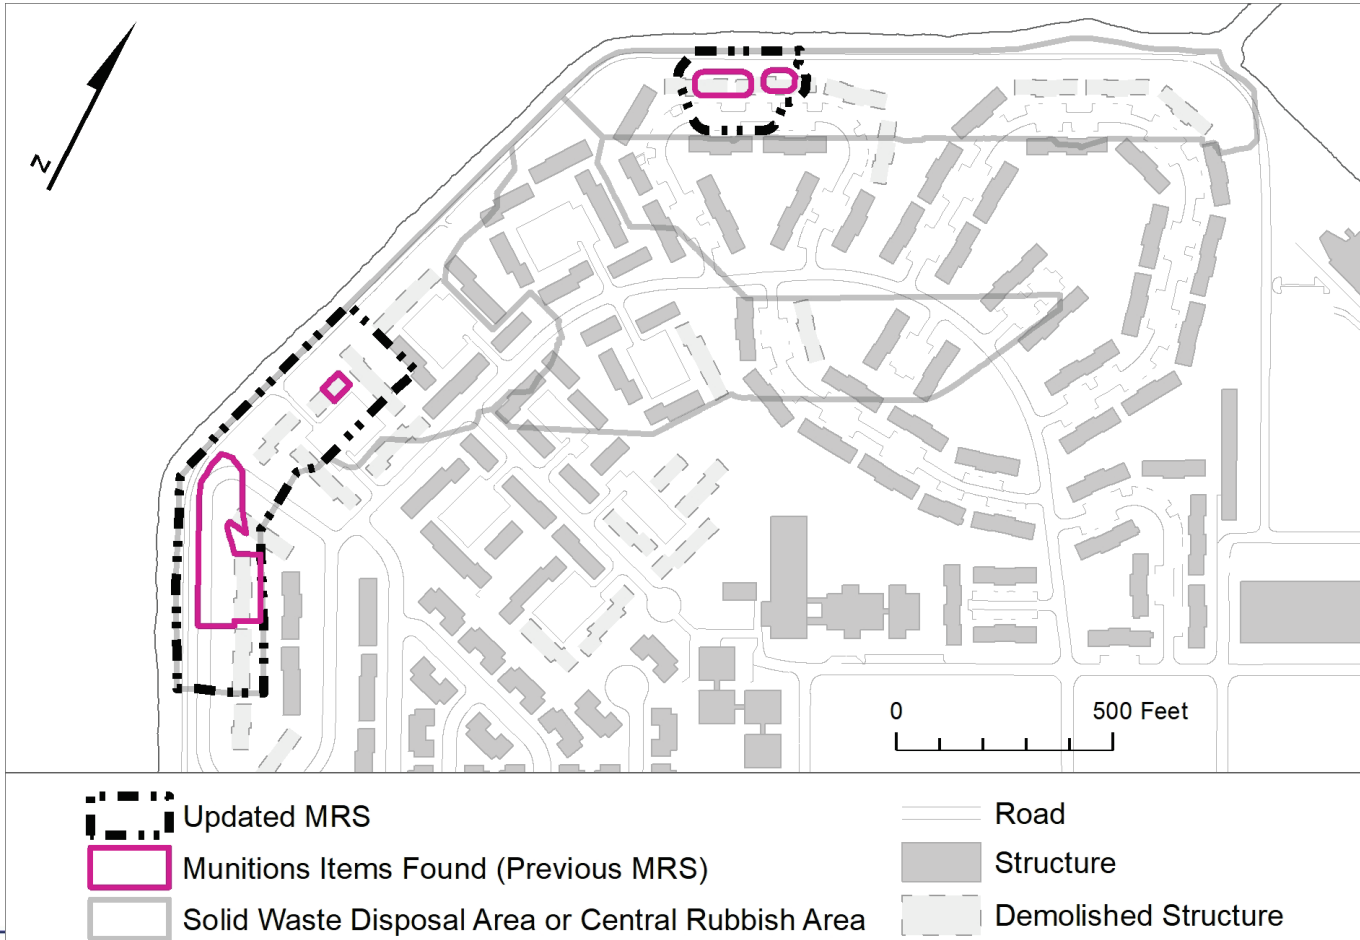 N
0 500 Feet
Updated MRS
Munitions Items Found (Previous MRS)
Solid Waste Disposal Area or Central Rubbish Area
Road
Structure
Demolished Structure